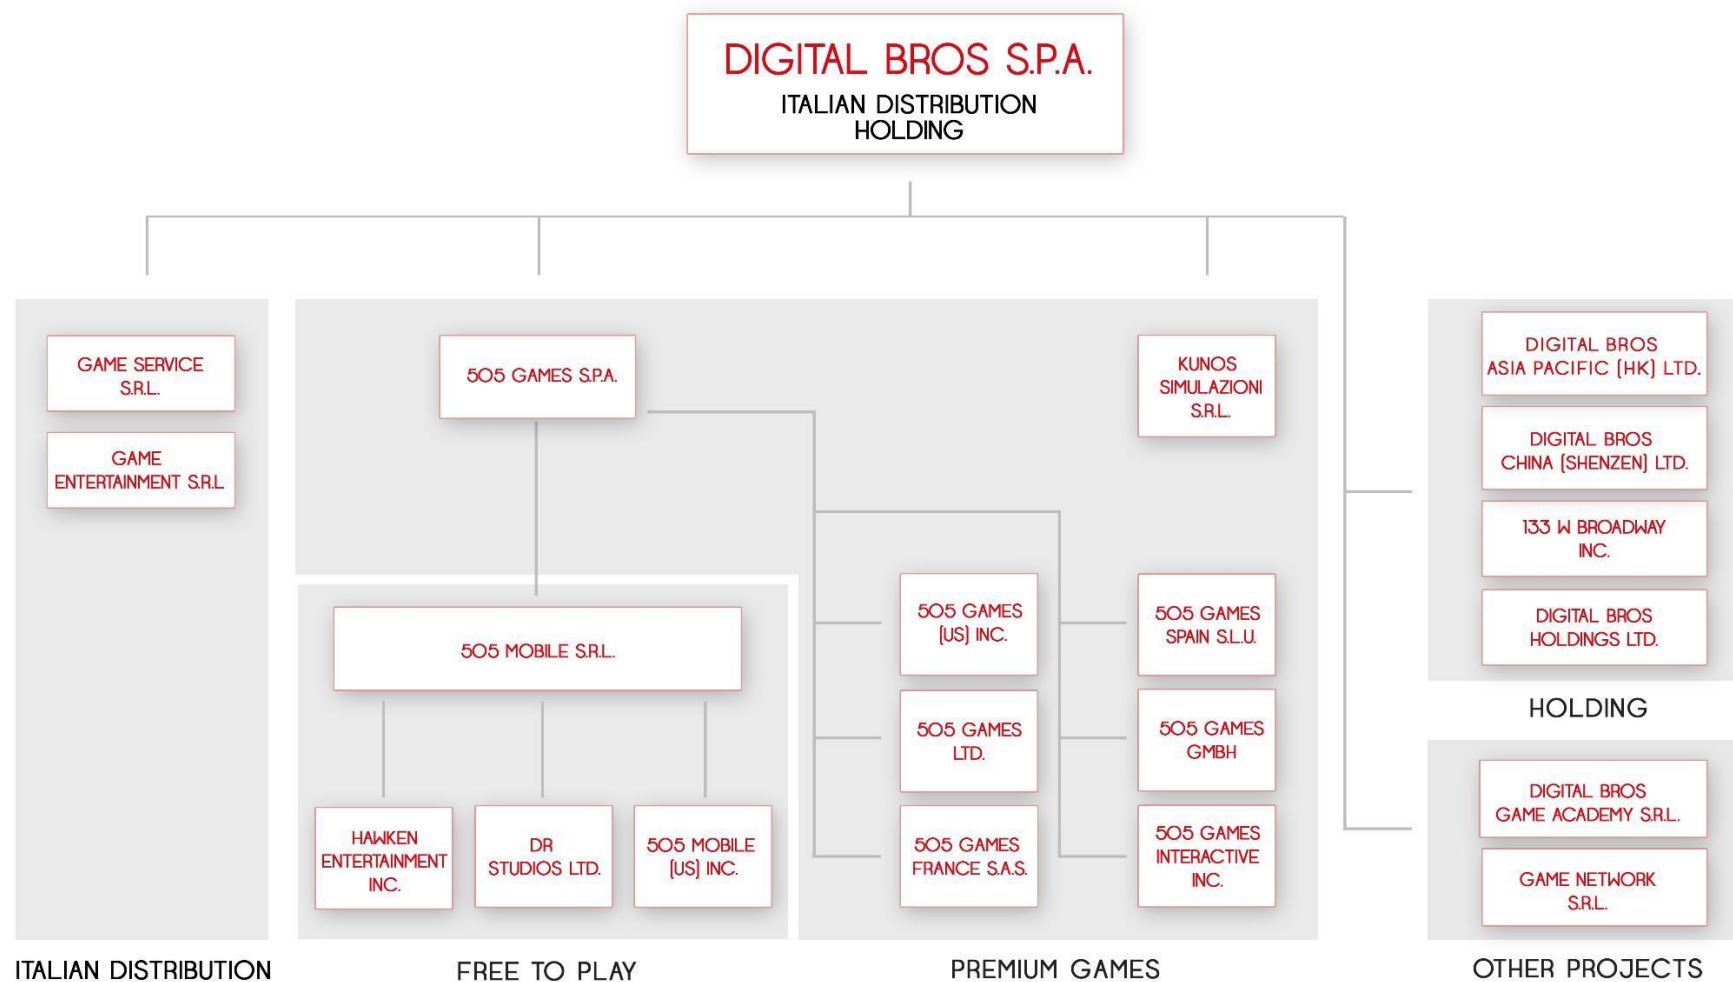 DIGITAL BROS S.P.A.
ITALIAN DISTRIBUTION
HOLDING
GAME SERVICE
S.R.L.
GAME
ENTERTAINMENT S.R.L
ITALIAN DISTRIBUTION
505 GAMES S.P.A.
KUNOS
SIMULAZIONI
S.R.L.
505 MOBILE S.R.L.
HAWKEN
ENTERTAINMENT
INC.
DR
STUDIOS LTD.
505 MOBILE
(US) INC.
FREE TO PLAY
505 GAMES
(US) INC.
505 GAMES
SPAIN S.L.U.
505 GAMES
LTD.
505 GAMES
GMBH
505 GAMES
FRANCE S.A.S.
505 GAMES
INTERACTIVE
INC.
PREMIUM GAMES
DIGITAL BROS
ASIA PACIFIC (HK) LTD.
DIGITAL BROS
CHINA (SHENZEN) LTD.
133 W BROADWAY
INC.
DIGITAL BROS
HOLDINGS LTD.
HOLDING
DIGITAL BROS
GAME ACADEMY S.R.L.
GAME NETWORK
S.R.L.
OTHER PROJECTS